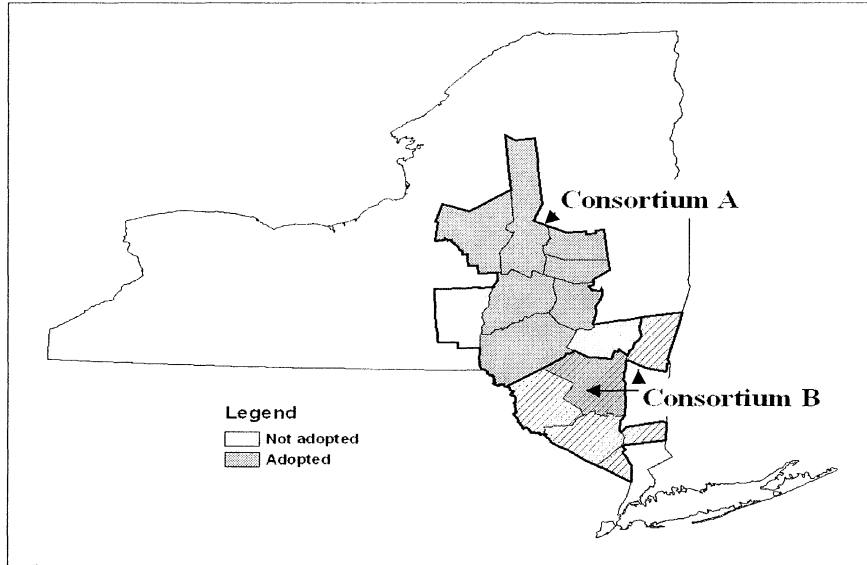 Consortium A
Consortium B
Legend
Not adopted
Adopted